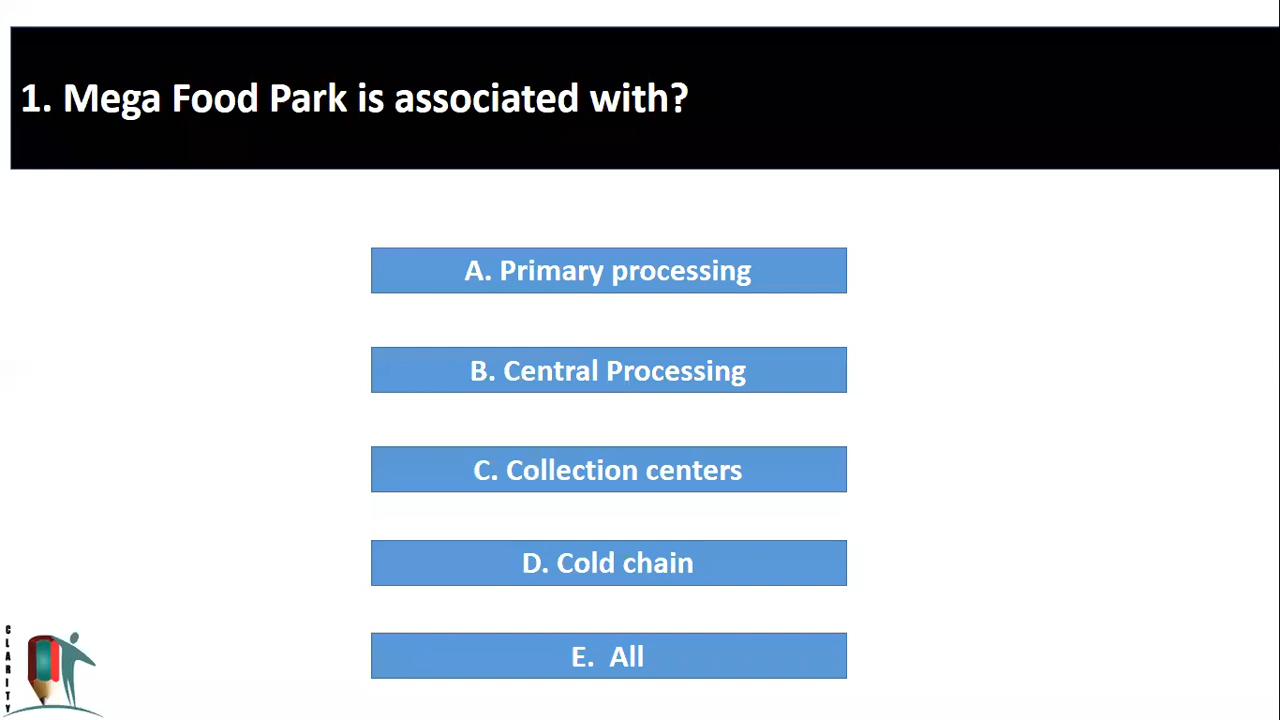 1. Mega Food Park is associated with?
A. Primary processing
B. Central Processing
C. Collection centers
D. Cold chain
E. All
CLARITY